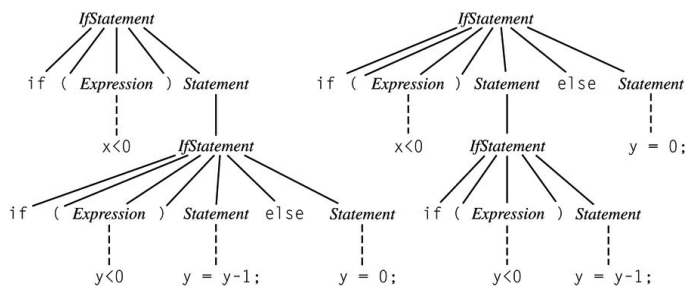 IfStatement IfStatement
if ( Expression ) Statement if ( Expression ) Statement else Statement
x<0 IfStatement x<0 IfStatement y = 0;
if ( Expression ) Statement else Statement if ( Expression ) Statement
y<0 y = y-1; y = 0; y<0 y = y-1;